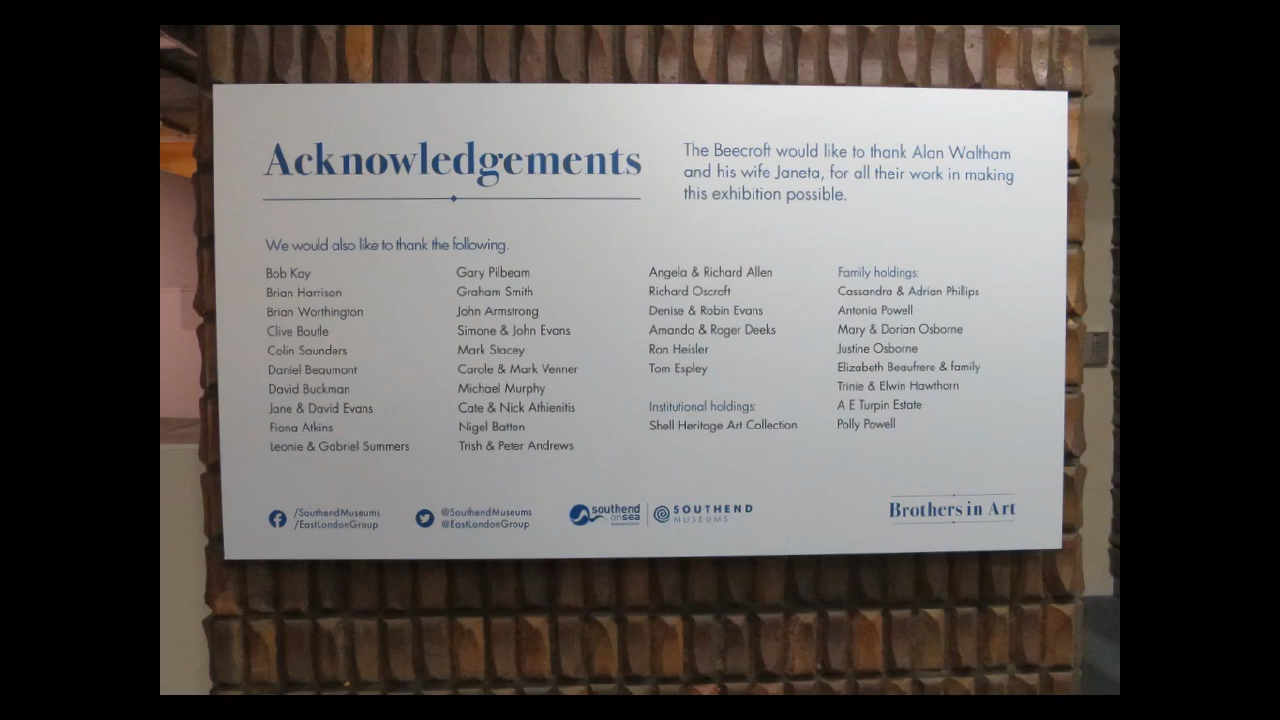 Acknowledgements
The Beecroft would like to thank Alan Waltham
and his wife Janeta, for all their work in making
this exhibition possible.
We would also like to thank the following.
Bob Kay
Brian Harrison
Brian Worthington
Clive Boutle
Colin Saunders
Daniel Beaumont
David Buckman
Jane & David Evans
Fiona Atkins
Leonie & Gabriel Summers
Gary Pilbeam
Graham Smith
John Armstrong
Simone & John Evans
Mark Stacey
Carole & Mark Venner
Michael Murphy
Cate & Nick Athienitis
Nigel Batten
Trish & Peter Andrews
Angela & Richard Allen
Richard Oscroft
Denise & Robin Evans
Amanda & Roger Deeks
Ron Heisler
Tom Espley
Institutional holdings:
Shell Heritage Art Collection
Family holdings:
Cassandra & Adrian Phillips
Antonia Powell
Mary & Dorian Osborne
Justine Osborne
Elizabeth Beaufrere & family
Trinie & Elwin Hawthorn
A E Turpin Estate
Polly Powell
/SouthendMuseums
/EastLondonGroup
@SouthendMuseums
@EastLondonGroup
southend
on sea
SOUTHEND
MUSEUMS
Brothers in Art